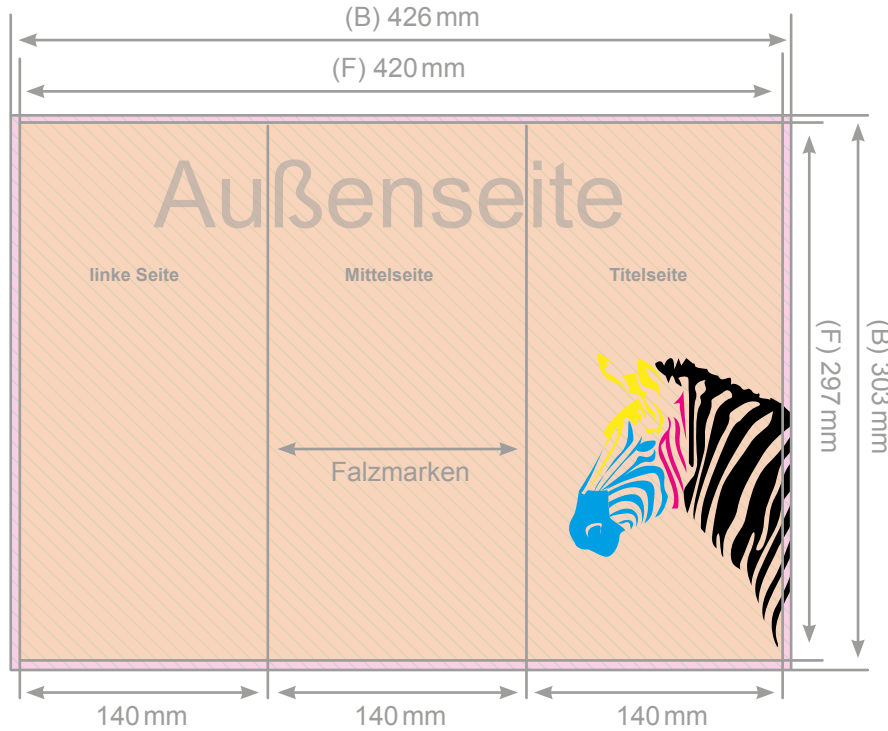 (B) 426 mm
(F) 420 mm
Außenseite
linke Seite
Mittelseite
Titelseite
(F) 297 mm
(B) 303 mm
Falzmarken
140 mm
140 mm
140 mm